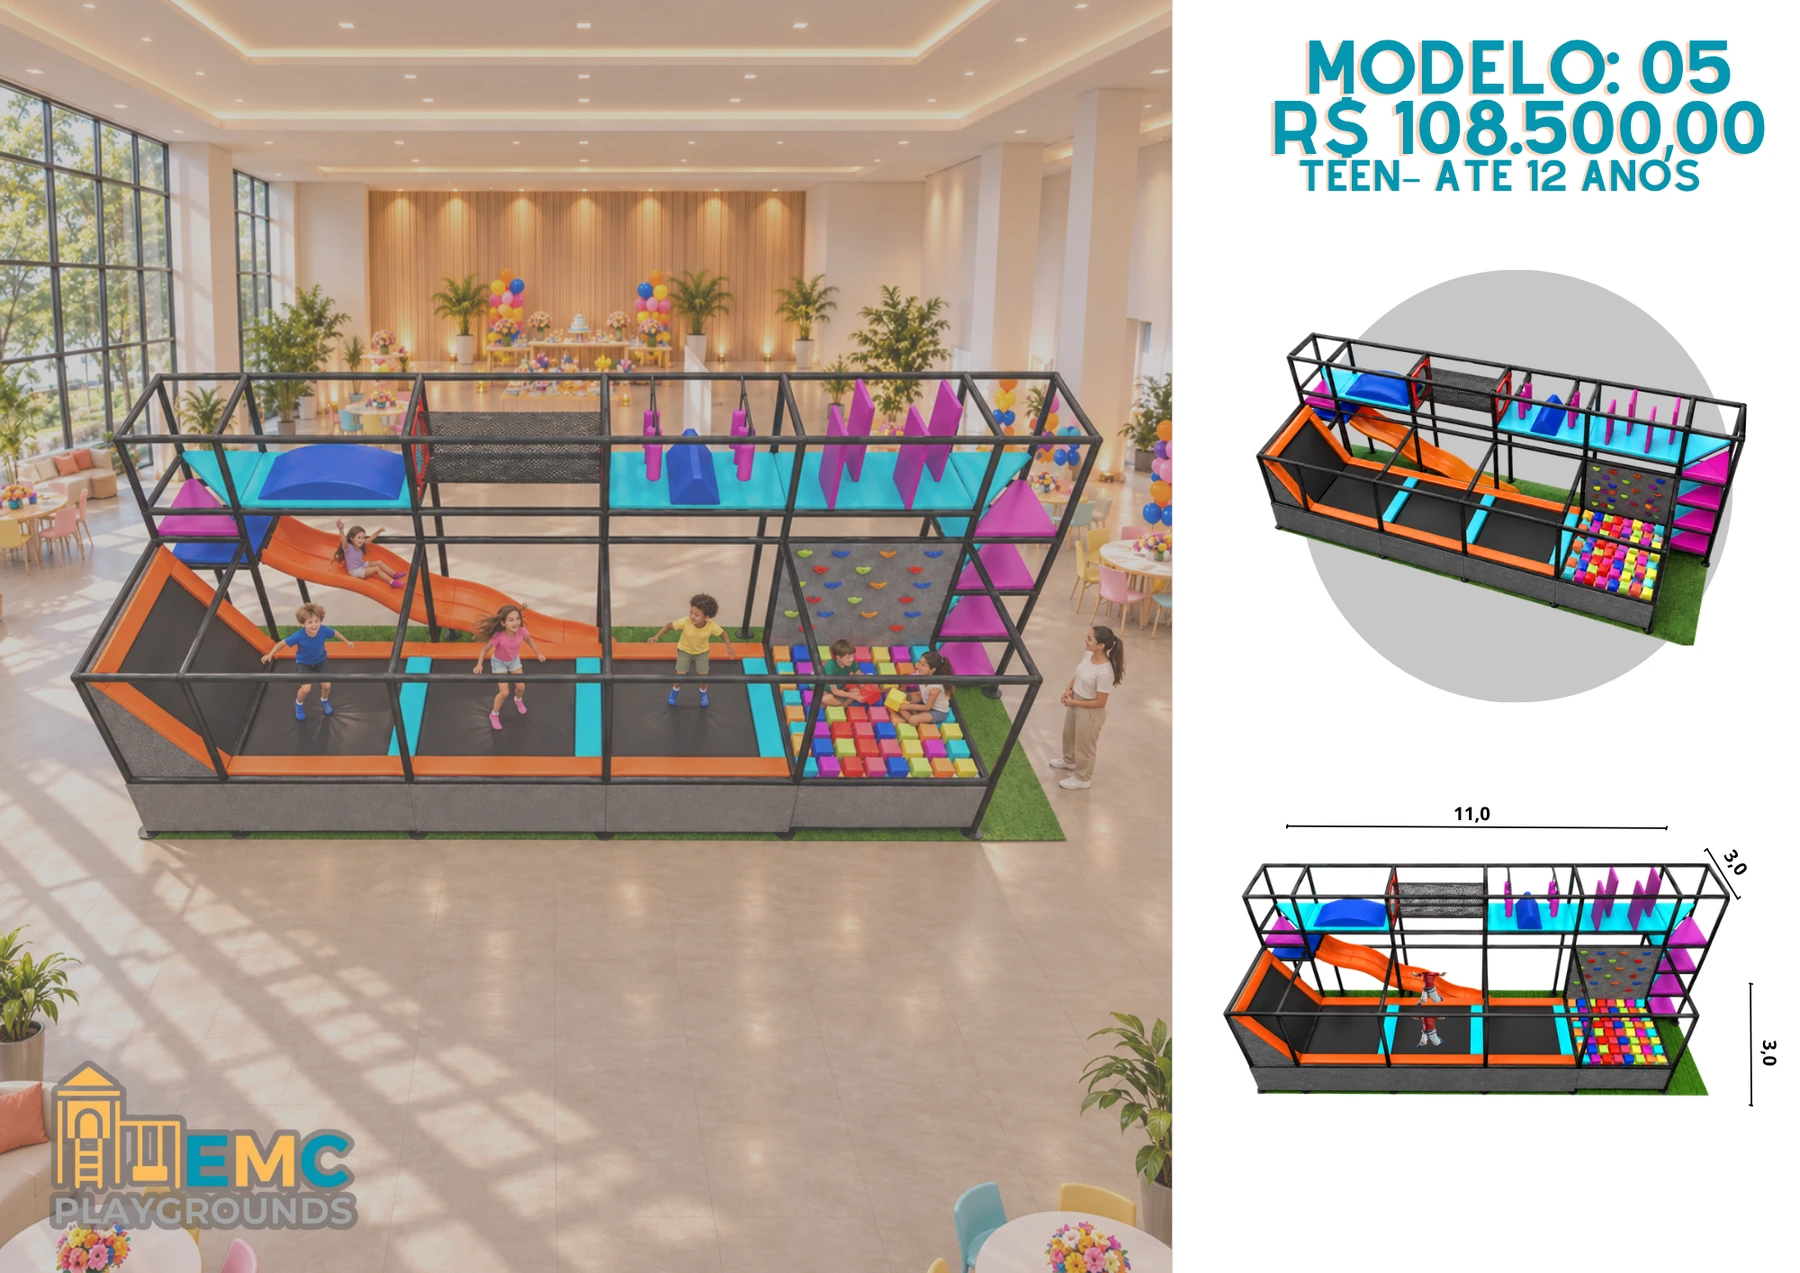 MODELO: 05
R$ 108.500,00
TEEN- ATE 12 ANOS
11,0
3,0
3,0
EMC
PLAYGROUNDS